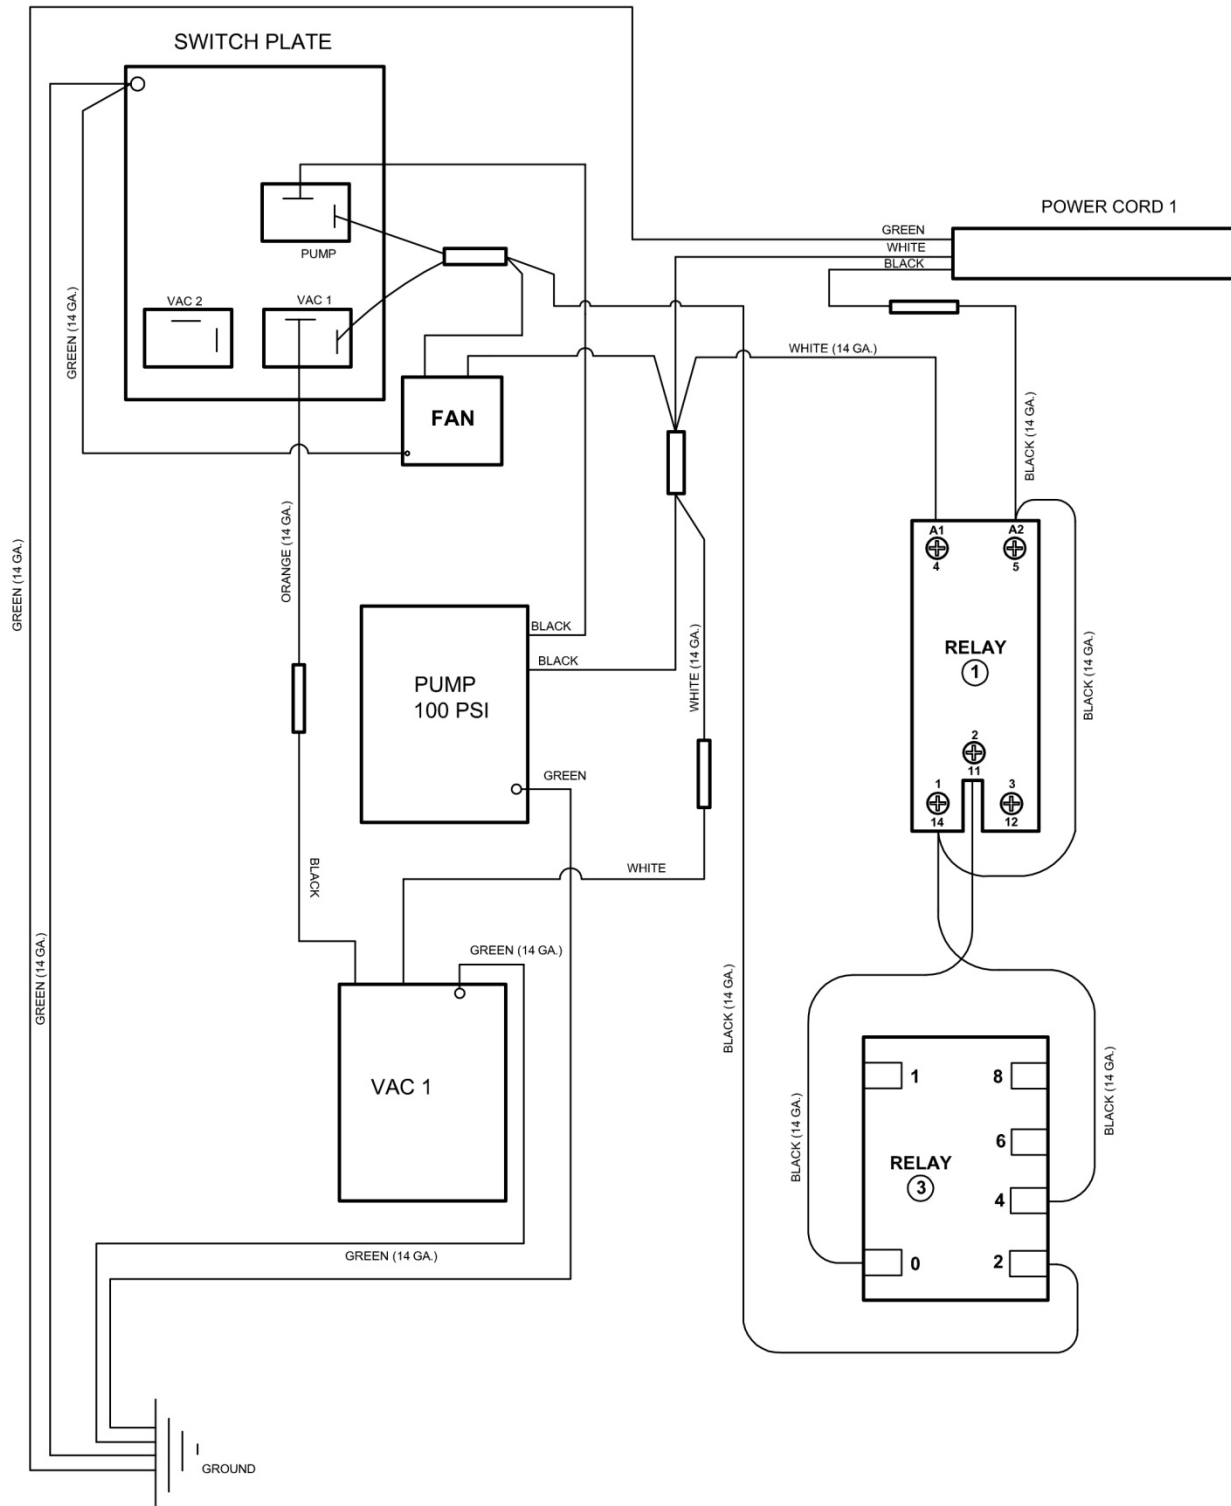 SWITCH PLATE
PUMP
VAC 2
VAC 1
GREEN (14 GA.)
FAN
POWER CORD 1
GREEN
WHITE
BLACK
WHITE (14 GA.)
BLACK (14 GA.)
ORANGE (14 GA.)
GREEN (14 GA.)
A1
4
A2
5
RELAY
1
2
11
1
14
3
12
BLACK (14 GA.)
BLACK
BLACK
PUMP
100 PSI
GREEN
WHITE (14 GA.)
WHITE
BLACK
GREEN (14 GA.)
GREEN (14 GA.)
VAC 1
BLACK (14 GA.)
BLACK (14 GA.)
BLACK (14 GA.)
1
8
6
RELAY
3
4
0
2
GREEN (14 GA.)
GROUND